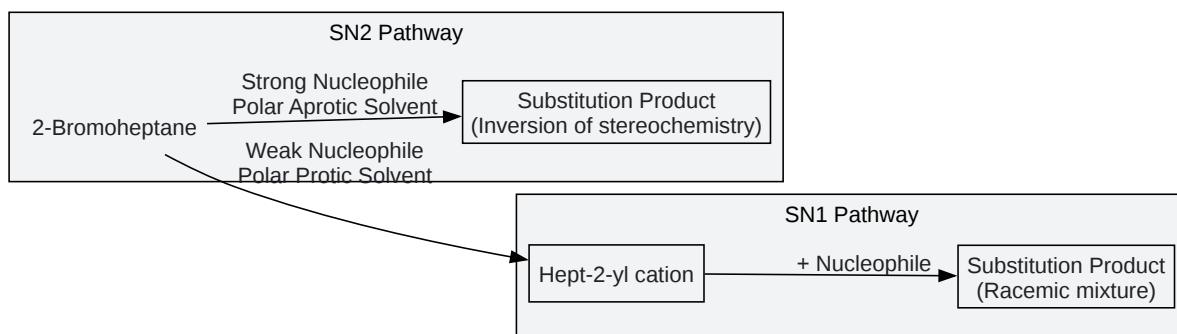 SN2 Pathway
Strong Nucleophile
Polar Aprotic Solvent
Substitution Product
(Inversion of stereochemistry)
2-Bromoheptane
Weak Nucleophile
Polar Protic Solvent
SN1 Pathway
Hept-2-yl cation
+ Nucleophile
Substitution Product
(Racemic mixture)